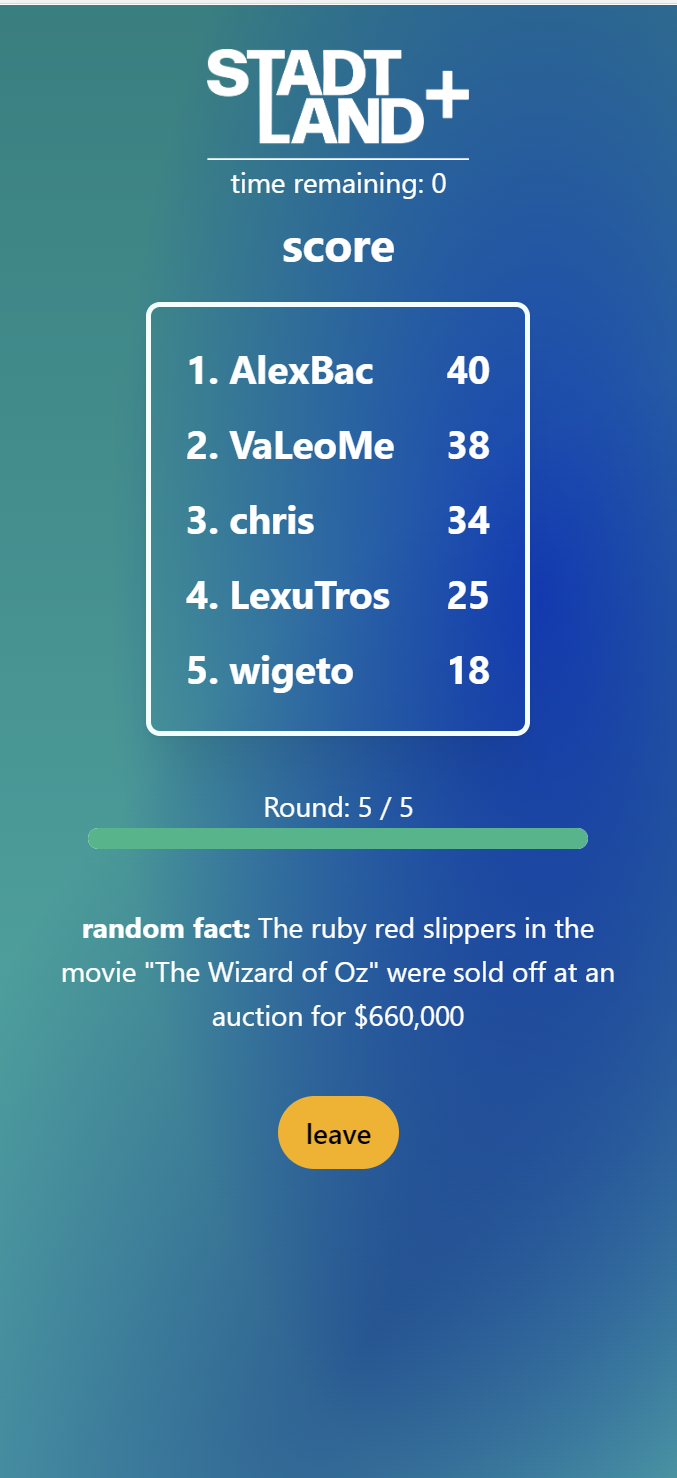 STADT
LAND+
time remaining: 0
score
1. AlexBac 40
2. VaLeoMe 38
3. chris 34
4. LexuTros 25
5. wigeto 18
Round: 5 / 5
random fact: The ruby red slippers in the
movie "The Wizard of Oz" were sold off at an
auction for $660,000
leave